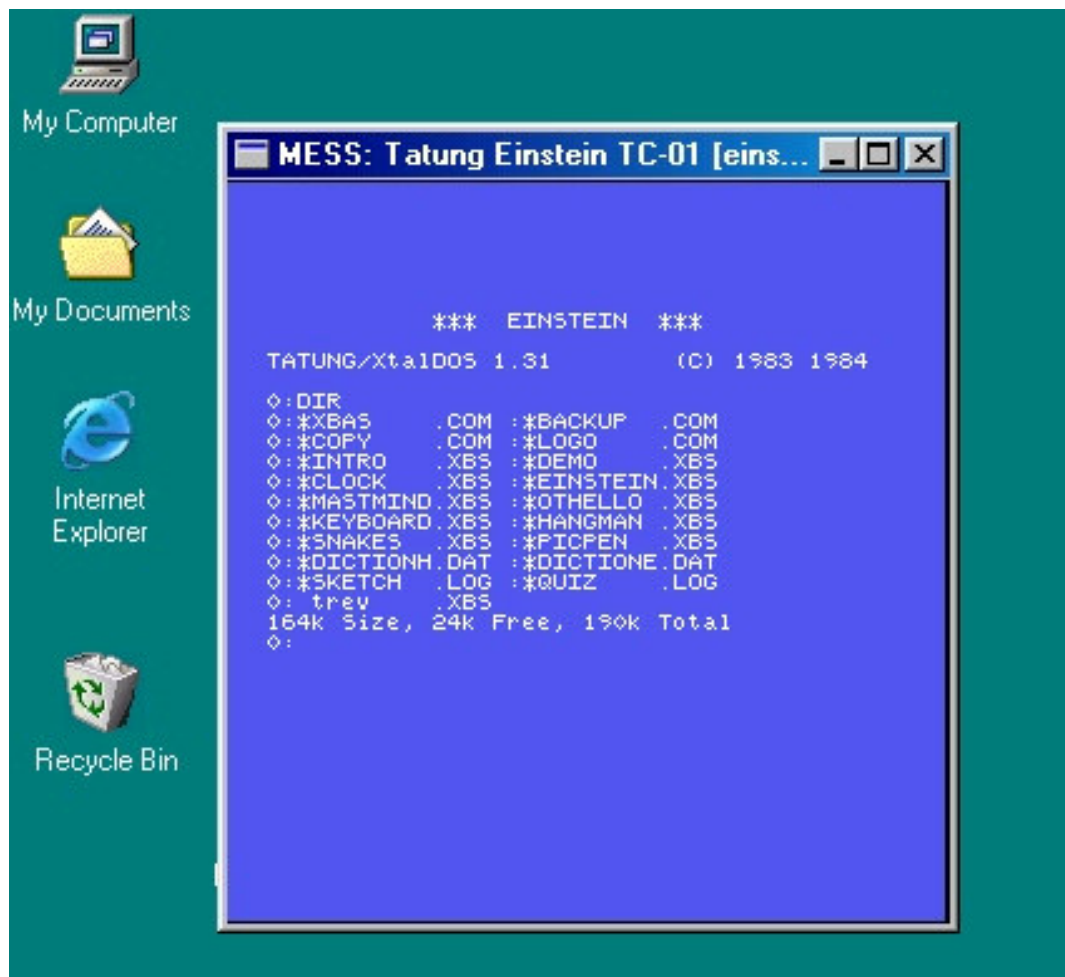 My Computer
My Documents
Internet
Explorer
Recycle Bin
MESS: Tatung Einstein TC-01 [eins...
*** EINSTEIN ***
TATUNG/XtalDOS 1.31 (C) 1983 1984
0:DIR
0:*XBAS .COM :*BACKUP .COM
0:*COPY .COM :*LOGO .COM
0:*INTRO .XBS :*DEMO .XBS
0:*CLOCK .XBS :*EINSTEIN.XBS
0:*MASTMIND.XBS :*OTHELLO .XBS
0:*KEYBOARD.XBS :*HANGMAN .XBS
0:*SNAKES .XBS :*PICPEN .XBS
0:*DICTIONH.DAT :*DICTIONE.DAT
0:*SKETCH .LOG :*QUIZ .LOG
0: trev .XBS
164k Size, 24k Free, 190k Total
0: